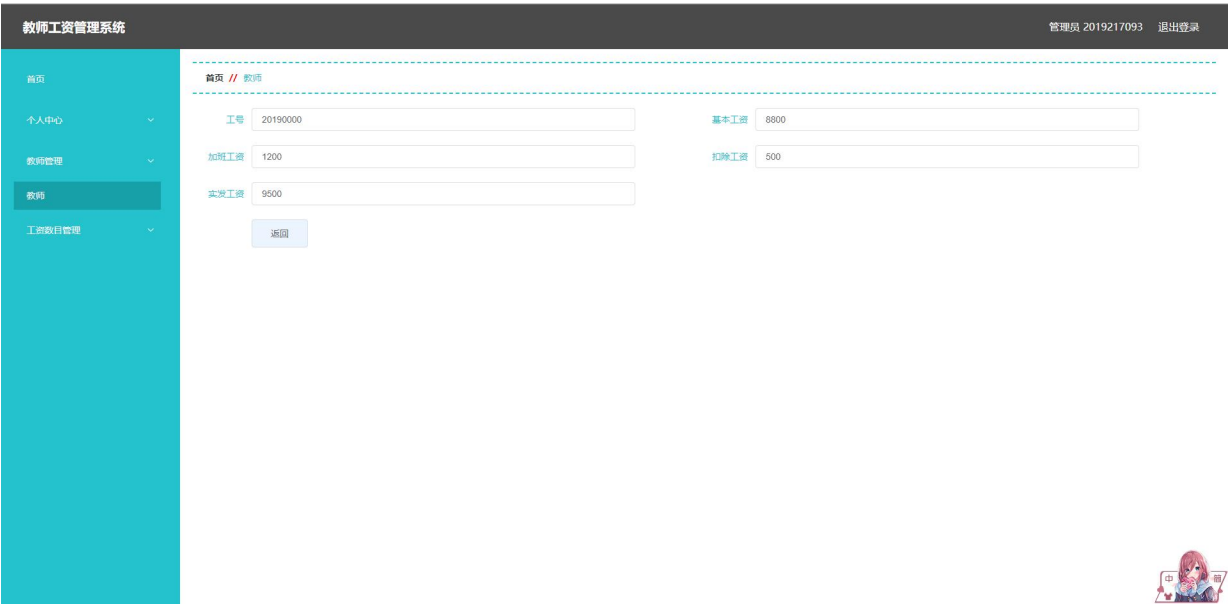 教师工资管理系统 管理员 2019217093 退出登录
首页
首页 // 教师
个人中心
工号 20190000 基本工资 8800
教师管理
加班工资 1200 扣除工资 500
教师
实发工资 9500
工资数目管理
返回
中 简